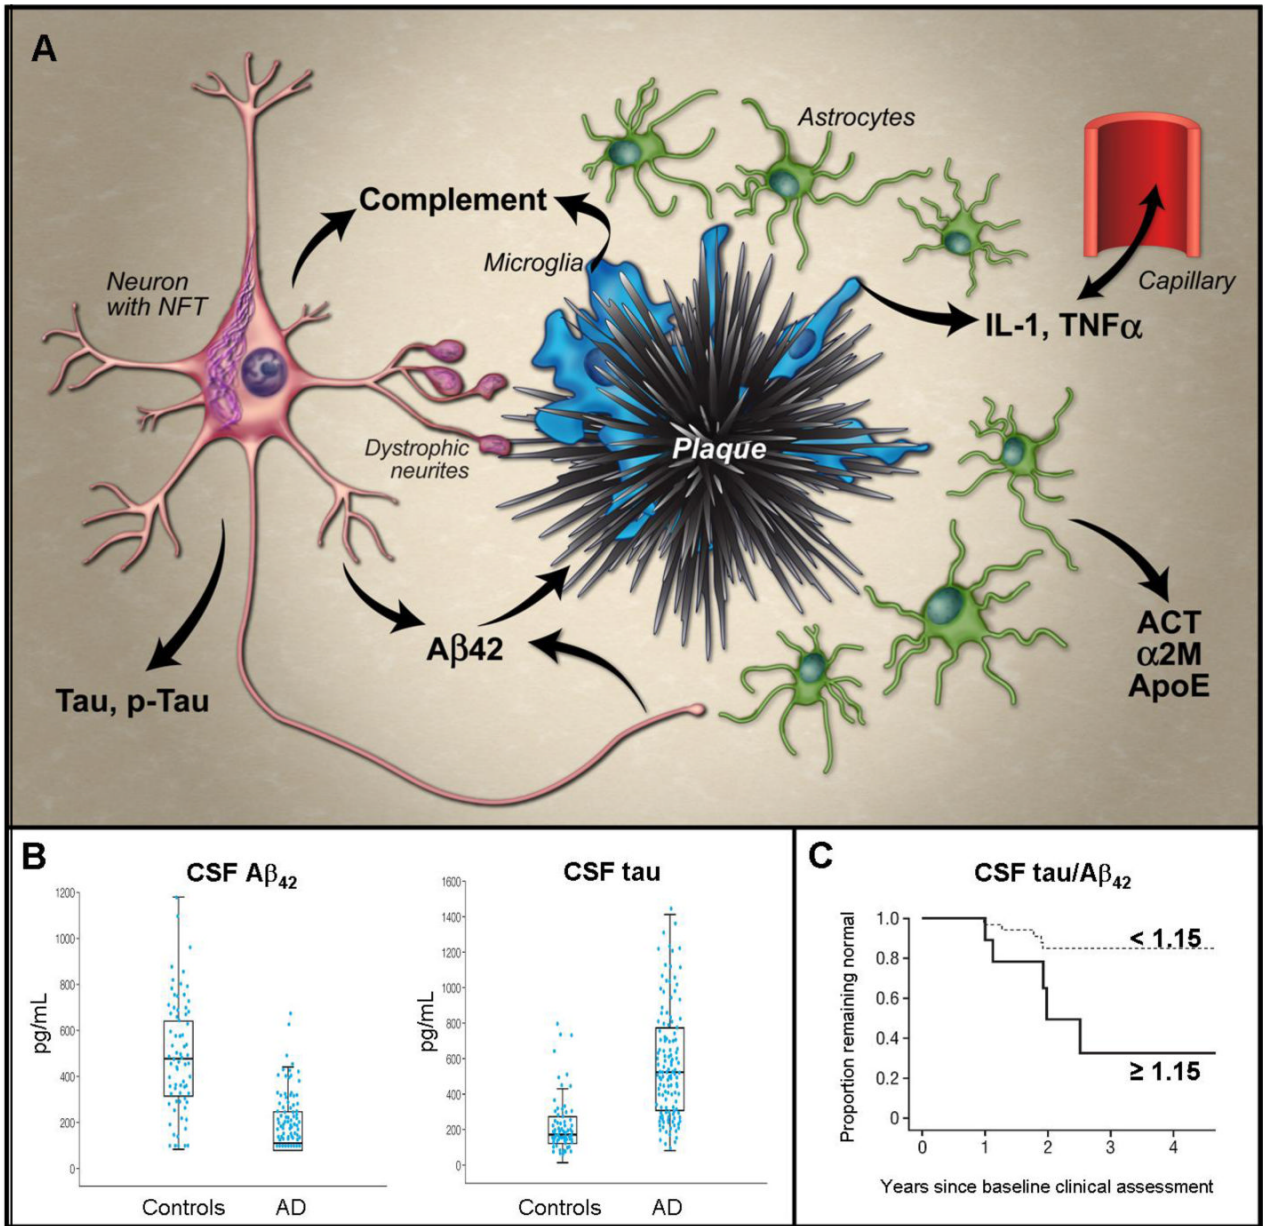 A
Astrocytes
Complement
Microglia
Neuron
with NFT
Capillary
IL-1, TNFα
Dystrophic
neurites
Plaque
Aβ42
Tau, p-Tau
ACT
α2M
ApoE
B
CSF Aβ42
pg/mL
1200
1000
800
600
400
200
0
Controls
AD
CSF tau
pg/mL
1600
1400
1200
1000
800
600
400
200
0
Controls
AD
C
CSF tau/Aβ42
Proportion remaining normal
1.0
0.8
0.6
0.4
0.2
0
< 1.15
≥ 1.15
0 1 2 3 4
Years since baseline clinical assessment